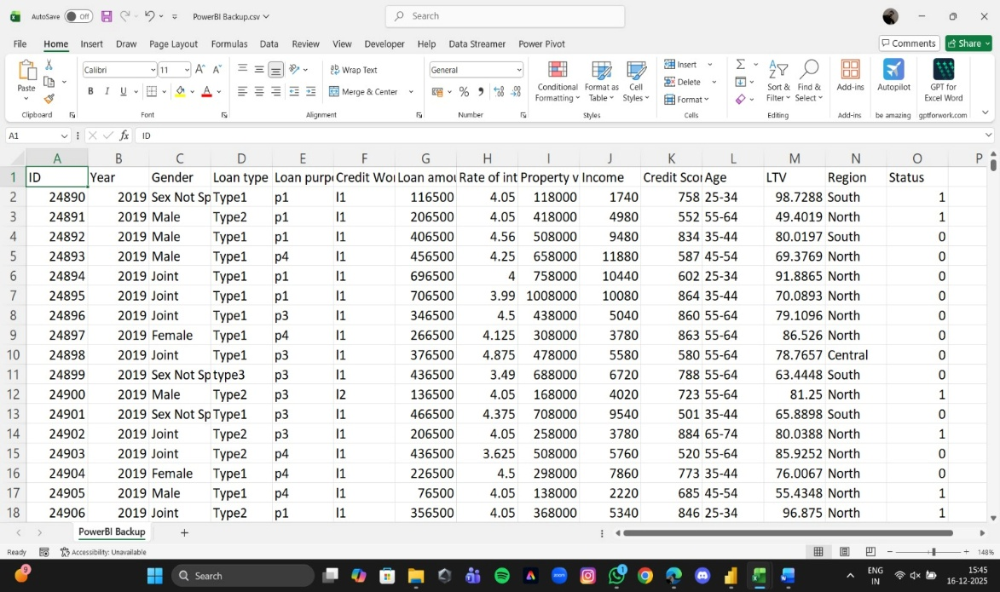 AutoSave Off PowerBI Backup.csv Search
File Home Insert Draw Page Layout Formulas Data Review View Developer Help Data Streamer Power Pivot Comments Share
Calibri 11 Wrap Text General Insert Σ
Paste Conditional Format as Cell Delete Sort & Find & Add-ins Autopilot GPT for
B I U A Merge & Center % Formatting Table Styles Format Filter Select Excel Word
Clipboard Font Alignment Number Styles Cells Editing Add-ins be amazing gptforwork.com
A1 fx ID
A B C D E F G H I J K L M N O P
1 ID Year Gender Loan type Loan purp Credit Wo Loan amou Rate of int Property v Income Credit Scor Age LTV Region Status
2 24890 2019 Sex Not Sp Type1 p1 l1 116500 4.05 118000 1740 758 25-34 98.7288 South 1
3 24891 2019 Male Type2 p1 l1 206500 4.05 418000 4980 552 55-64 49.4019 North 1
4 24892 2019 Male Type1 p1 l1 406500 4.56 508000 9480 834 35-44 80.0197 South 0
5 24893 2019 Male Type1 p4 l1 456500 4.25 658000 11880 587 45-54 69.3769 North 0
6 24894 2019 Joint Type1 p1 l1 696500 4 758000 10440 602 25-34 91.8865 North 0
7 24895 2019 Joint Type1 p1 l1 706500 3.99 1008000 10080 864 35-44 70.0893 North 0
8 24896 2019 Joint Type1 p3 l1 346500 4.5 438000 5040 860 55-64 79.1096 North 0
9 24897 2019 Female Type1 p4 l1 266500 4.125 308000 3780 863 55-64 86.526 North 0
10 24898 2019 Joint Type1 p3 l1 376500 4.875 478000 5580 580 55-64 78.7657 Central 0
11 24899 2019 Sex Not Sp type3 p3 l1 436500 3.49 688000 6720 788 55-64 63.4448 South 0
12 24900 2019 Male Type2 p3 l2 136500 4.05 168000 4020 723 55-64 81.25 North 1
13 24901 2019 Sex Not Sp Type1 p3 l1 466500 4.375 708000 9540 501 35-44 65.8898 South 0
14 24902 2019 Joint Type2 p3 l1 206500 4.05 258000 3780 884 65-74 80.0388 North 1
15 24903 2019 Joint Type2 p4 l1 436500 3.625 508000 5760 520 55-64 85.9252 North 0
16 24904 2019 Female Type1 p4 l1 226500 4.5 298000 7860 773 35-44 76.0067 North 0
17 24905 2019 Male Type1 p4 l1 76500 4.05 138000 2220 685 45-54 55.4348 North 1
18 24906 2019 Joint Type2 p1 l1 356500 4.05 368000 5340 846 25-34 96.875 North 1
PowerBI Backup
Ready Accessibility: Unavailable 148%
9 Search zoom 1 ENG 15:45
IN 16-12-2025